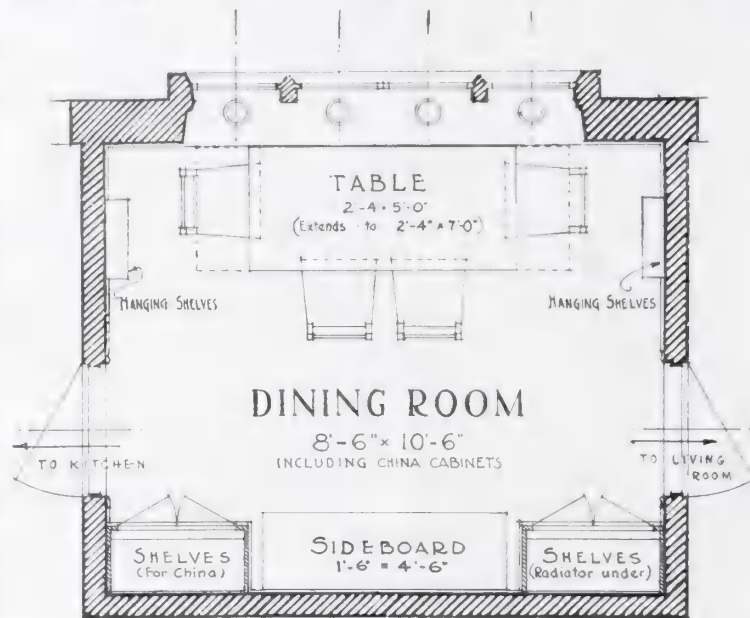 TABLE
2'-4 × 5'-0"
(Extends to 2'-4" × 7'-0")
HANGING SHELVES
HANGING SHELVES
DINING ROOM
8'-6" × 10'-6"
INCLUDING CHINA CABINETS
TO KITCHEN
TO LIVING
ROOM
SHELVES
(For China)
SIDEBOARD
1'-6" = 4'-6"
SHELVES
(Radiator under)